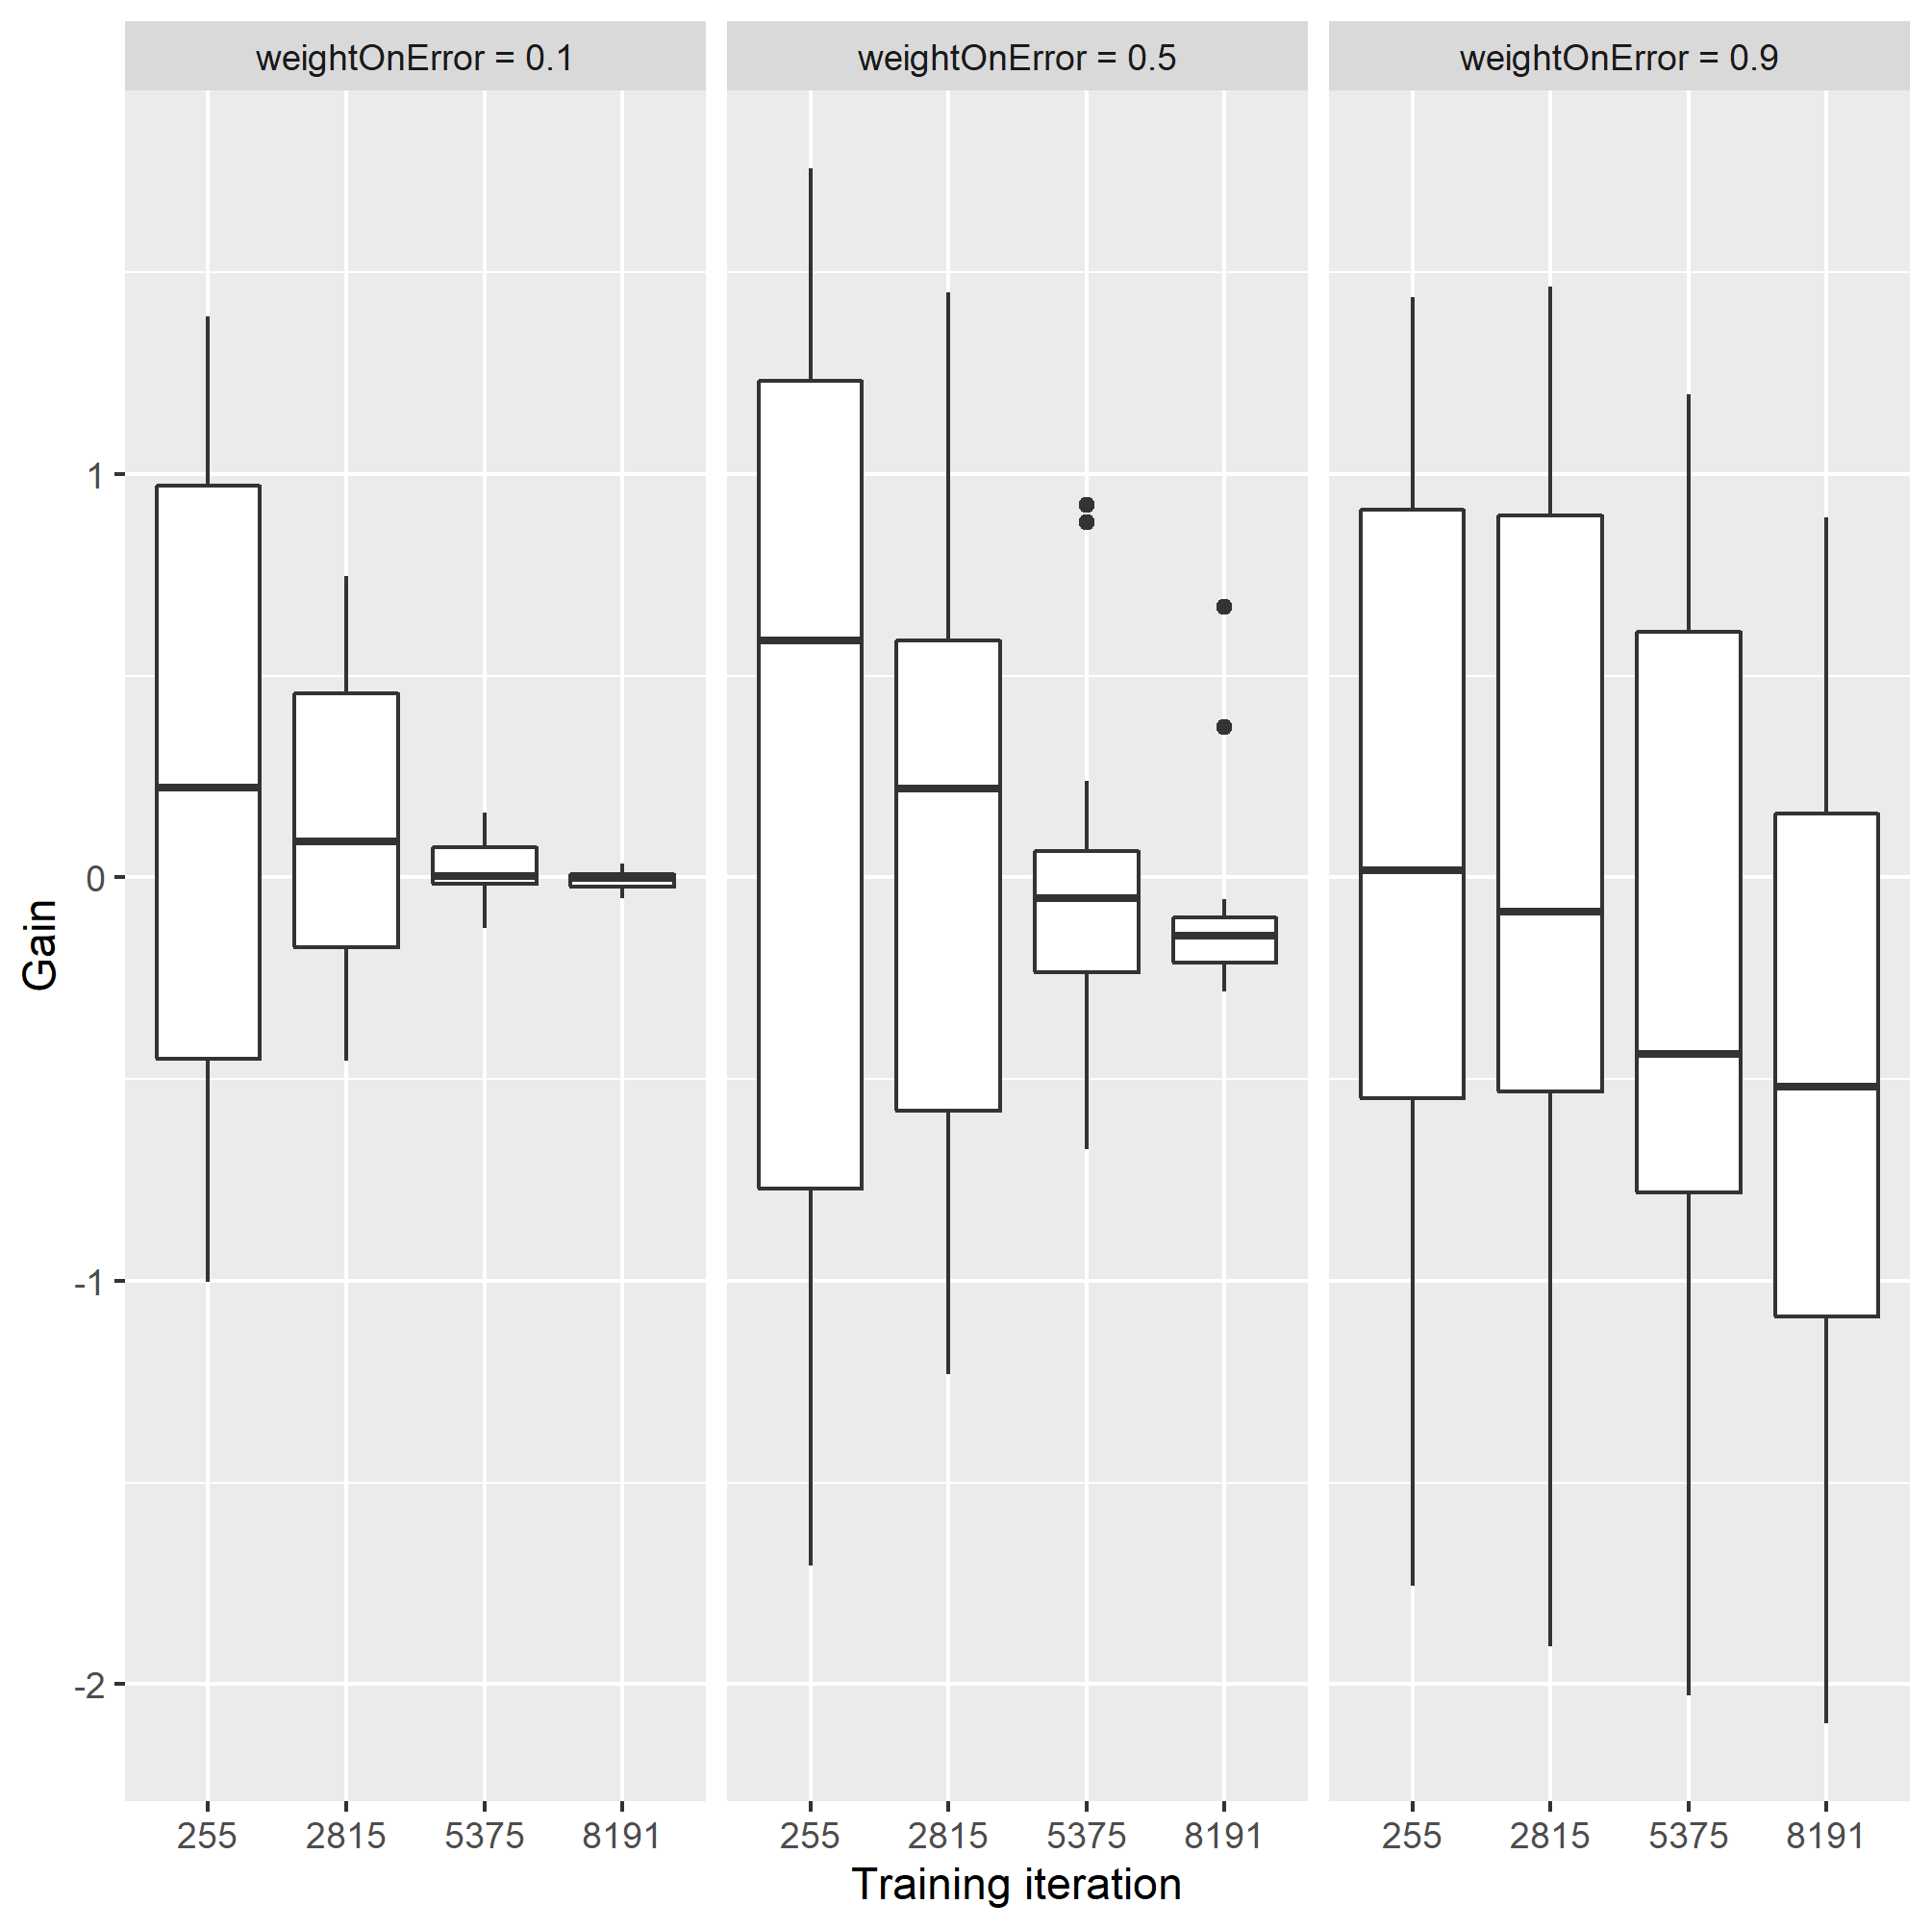 weightOnError = 0.1
weightOnError = 0.5
weightOnError = 0.9
Gain
1
0
-1
-2
255 2815 5375 8191 255 2815 5375 8191 255 2815 5375 8191
Training iteration